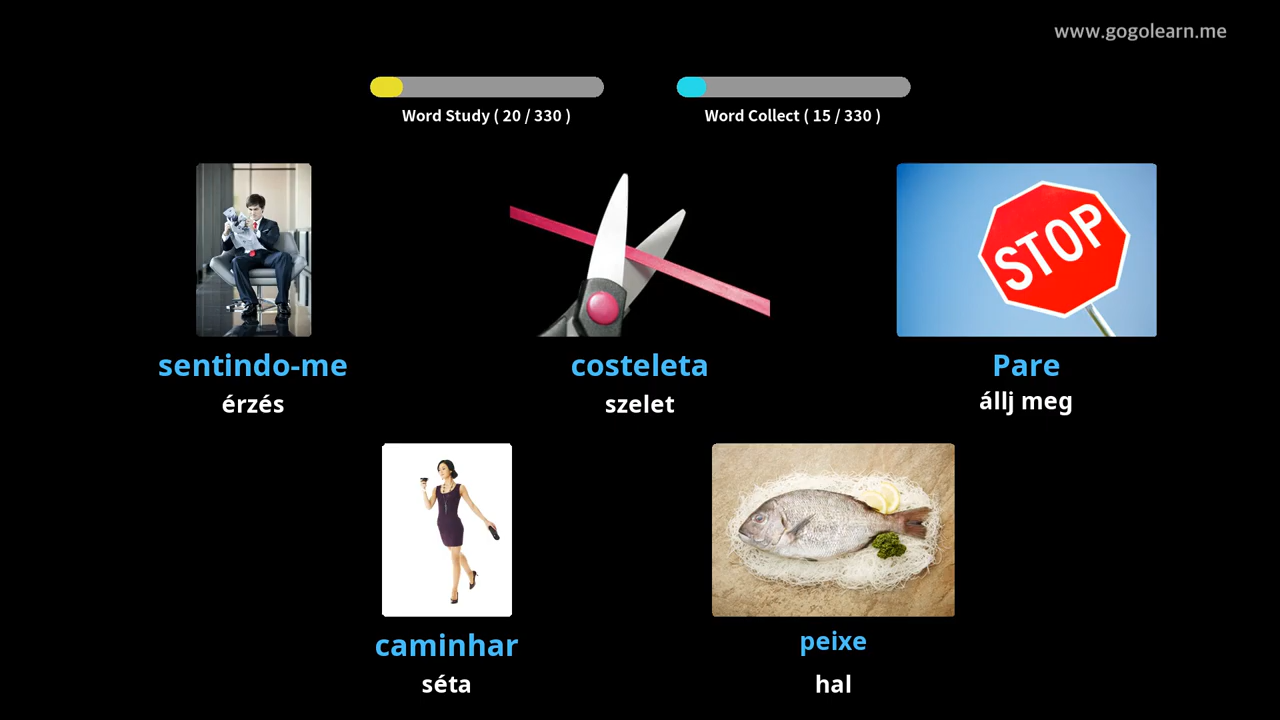 www.gogolearn.me
Word Study ( 20 / 330 )
Word Collect ( 15 / 330 )
STOP
sentindo-me
érzés
costeleta
szelet
Pare
állj meg
caminhar
séta
peixe
hal